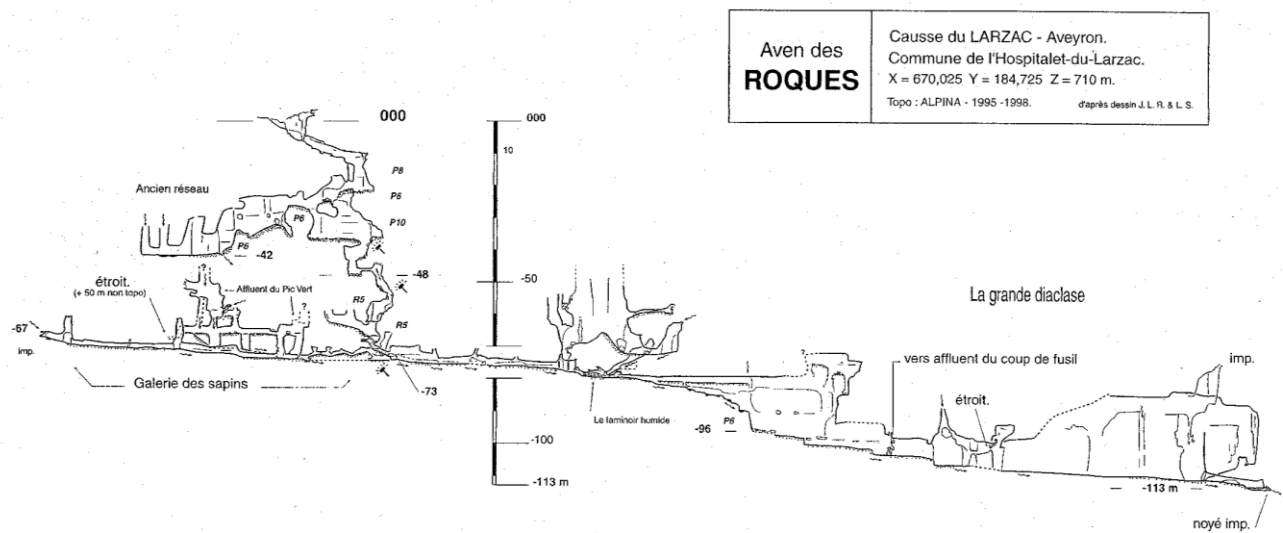 Aven des
ROQUES
Causse du LARZAC - Aveyron.
Commune de l'Hospitalet-du-Larzac.
X = 670,025 Y = 184,725 Z = 710 m.
Topo : ALPINA - 1995 -1998.
d'après dessin J. L. R. & L. S.
000
000
10
P8
Ancien réseau
P6
P6
P10
P6
-42
-48
-50
étroit.
(+ 50 m non topo)
Affluent du Pic Vert
?
?
R5
R5
La grande diaclase
-67
imp.
vers affluent du coup de fusil
imp.
Galerie des sapins
-73
étroit.
Le laminoir humide
P6
-96
-100
-113 m
-113 m
noyé imp.